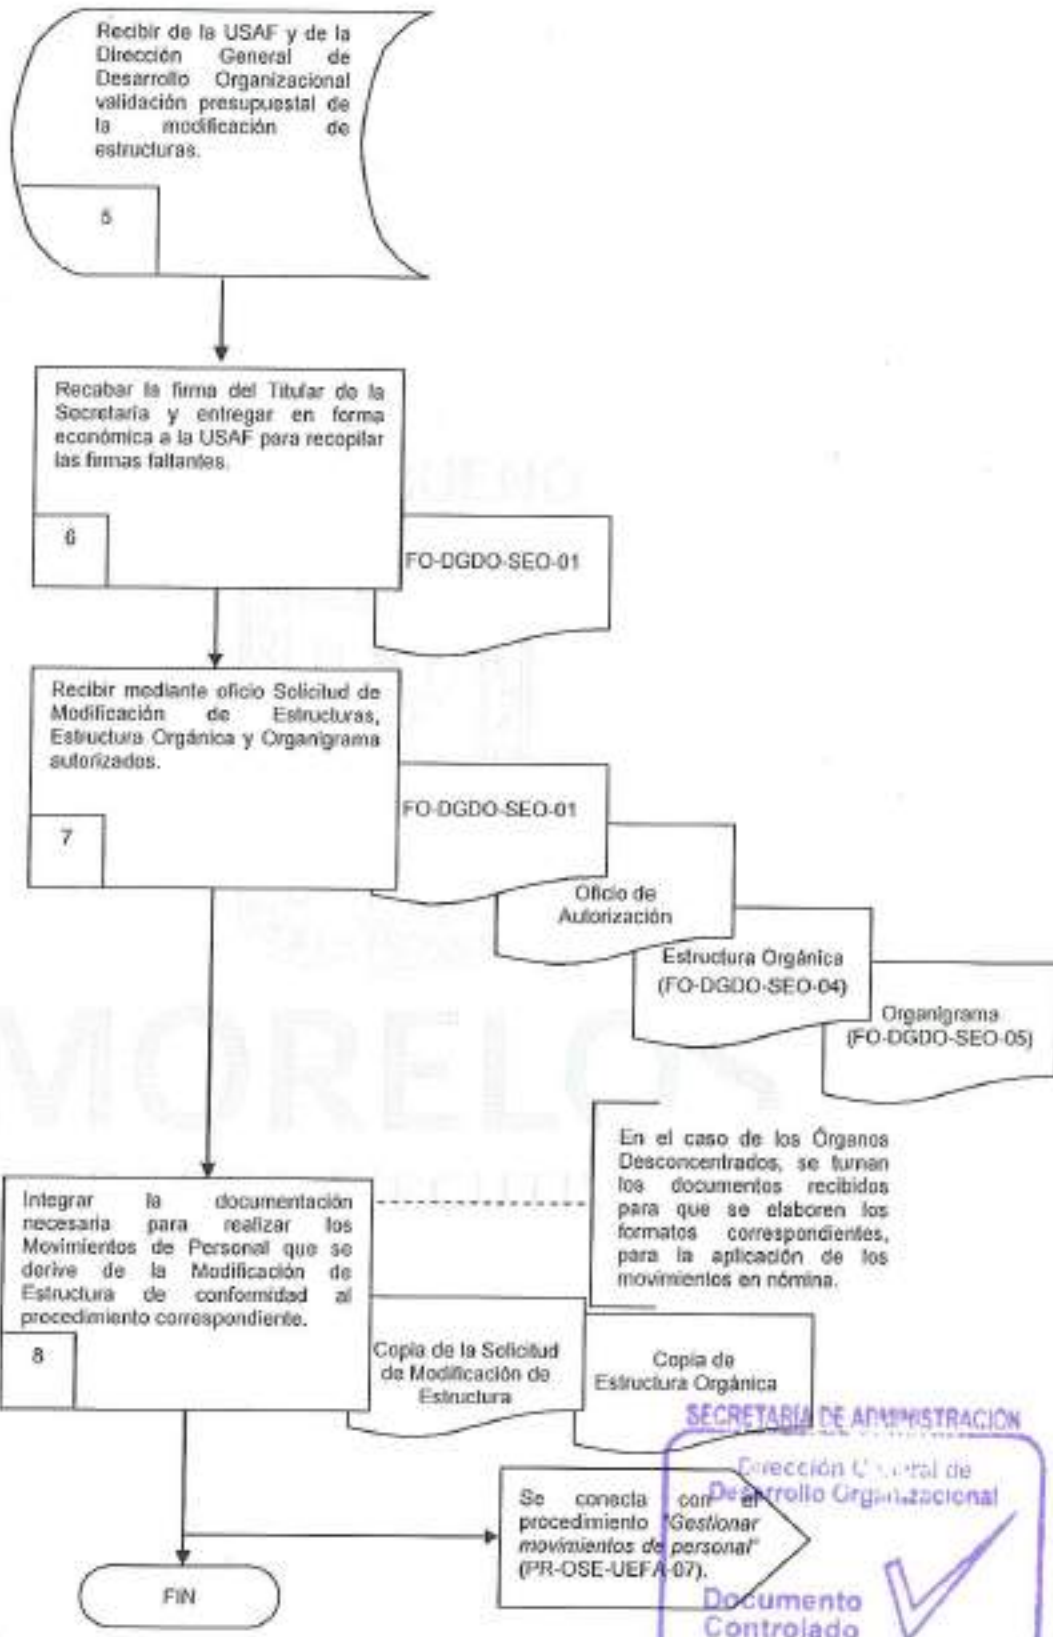 Recibir de la USAF y de la
Dirección General de
Desarrollo Organizacional
validación presupuestal de
la modificación de
estructuras.
5
Recabar la firma del Titular de la
Secretaría y entregar en forma
económica a la USAF para recopilar
las firmas faltantes.
6
FO-DGDO-SEO-01
Recibir mediante oficio Solicitud de
Modificación de Estructuras,
Estructura Orgánica y Organigrama
autorizados.
7
FO-DGDO-SEO-01
Oficio de
Autorización
Estructura Orgánica
(FO-DGDO-SEO-04)
Organigrama
(FO-DGDO-SEO-05)
MORELOS
En el caso de los Órganos
Desconcentrados, se turnan
los documentos recibidos
para que se elaboren los
formatos correspondientes,
para la aplicación de los
movimientos en nómina.
Integrar la documentación
necesaria para realizar los
Movimientos de Personal que se
derive de la Modificación de
Estructura de conformidad al
procedimiento correspondiente.
8
Copia de la Solicitud
de Modificación de
Estructura
Copia de
Estructura Orgánica
SECRETARÍA DE ADMINISTRACIÓN
Dirección General de
Desarrollo Organizacional
Documento
Controlado
Se conecta con el
procedimiento "Gestionar
movimientos de personal"
(PR-OSE-UEFA-07).
FIN